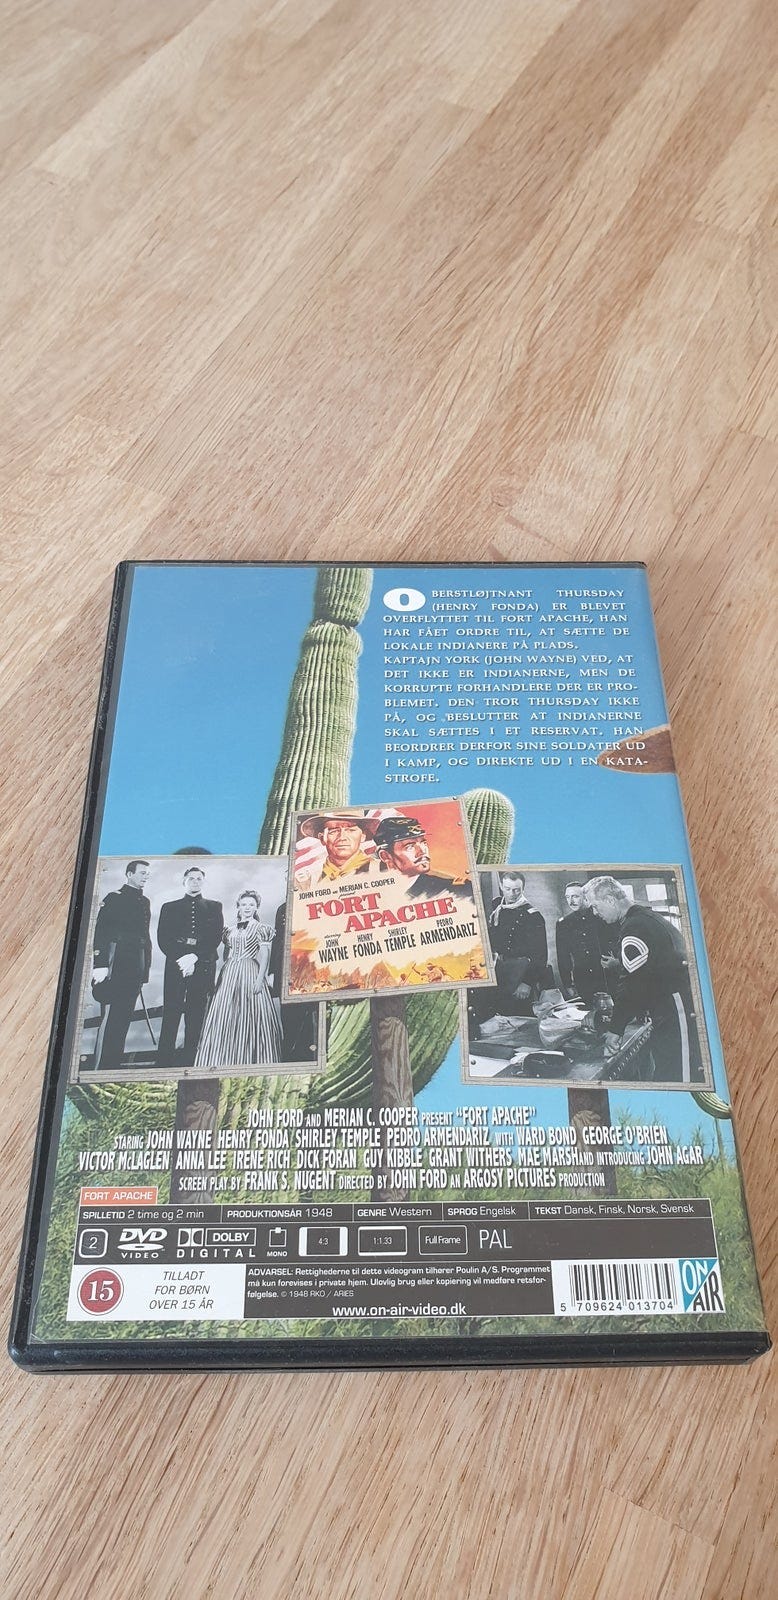 OBERSTLØJTNANT THURSDAY
(HENRY FONDA) ER BLEVET
OVERFLYTTET TIL FORT APACHE, HAN
HAR FÅET ORDRE TIL, AT SÆTTE DE
LOKALE INDIANERE PÅ PLADS.
KAPTAJN YORK (JOHN WAYNE) VED, AT
DET IKKE ER INDIANERNE, MEN DE
KORRUPTE FORHANDLERE DER ER PRO-
BLEMET. DEN TROR THURSDAY IKKE
PÅ, OG BESLUTTER AT INDIANERNE
SKAL SÆTTES I ET RESERVAT. HAN
BEORDRER DERFOR SINE SOLDATER UD
I KAMP, OG DIREKTE UD I EN KATA-
STROFE.
JOHN FORD and MERIAN C. COOPER
present
FORT
APACHE
starring
JOHN WAYNE HENRY FONDA SHIRLEY TEMPLE PEDRO ARMENDARIZ
JOHN FORD AND MERIAN C. COOPER PRESENT "FORT APACHE"
STARING JOHN WAYNE HENRY FONDA SHIRLEY TEMPLE PEDRO ARMENDARIZ WITH WARD BOND GEORGE O'BRIEN
VICTOR McLAGLEN ANNA LEE IRENE RICH DICK FORAN GUY KIBBLE GRANT WITHERS MAE MARSH AND INTRODUCING JOHN AGAR
SCREEN PLAY BY FRANK S. NUGENT DIRECTED BY JOHN FORD AN ARGOSY PICTURES PRODUCTION
FORT APACHE
SPILLETID 2 time og 2 min PRODUKTIONSÅR 1948 GENRE Western SPROG Engelsk TEKST Dansk, Finsk, Norsk, Svensk
2 DVD VIDEO DOLBY DIGITAL MONO 4:3 1:1.33 Full Frame PAL
15
TILLADT
FOR BØRN
OVER 15 ÅR
ADVARSEL: Rettighederne til dette videogram tilhører Poulin A/S. Programmet
må kun forevises i private hjem. Ulovlig brug eller kopiering vil medføre retsfor-
følgelse. © 1948 RKO / ARIES
www.on-air-video.dk
5 709624 013704
ON AIR